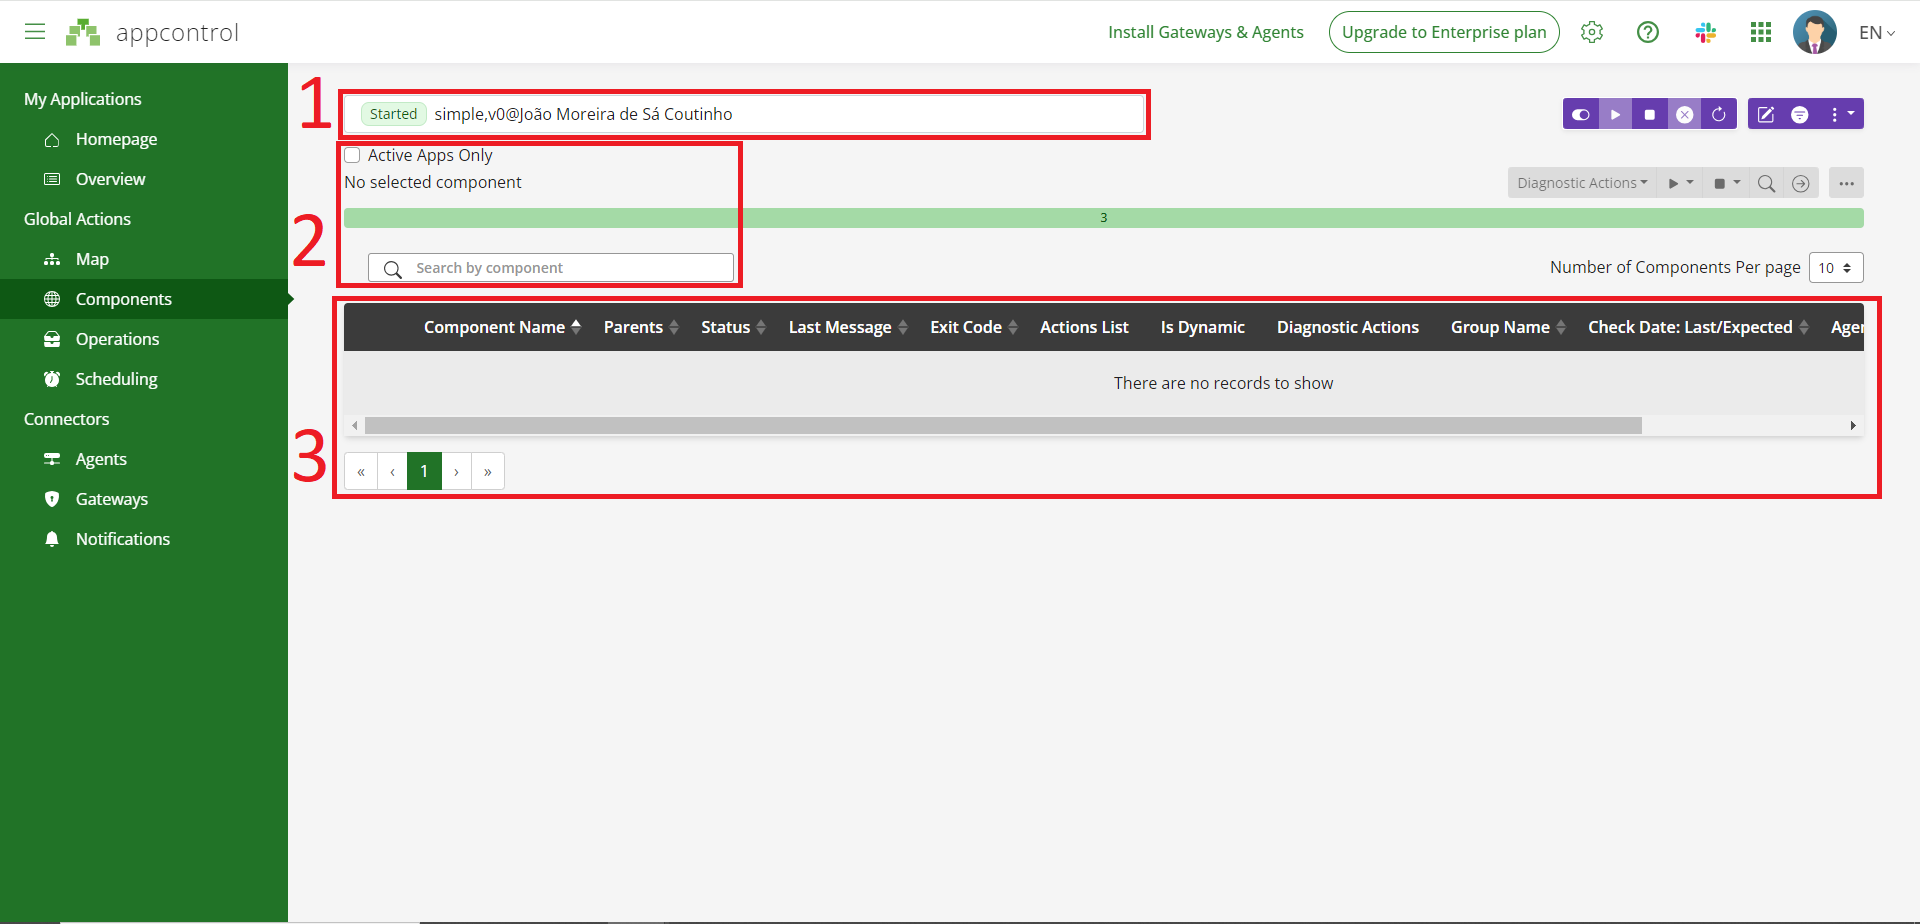 appcontrol
Install Gateways & Agents
Upgrade to Enterprise plan
EN
My Applications
Homepage
Overview
Global Actions
Map
Components
Operations
Scheduling
Connectors
Agents
Gateways
Notifications
1
Started simple,v0@João Moreira de Sá Coutinho
2
Active Apps Only
No selected component
Diagnostic Actions
3
Search by component
Number of Components Per page 10
3
Component Name Parents Status Last Message Exit Code Actions List Is Dynamic Diagnostic Actions Group Name Check Date: Last/Expected Agen
There are no records to show
« ‹ 1 › »